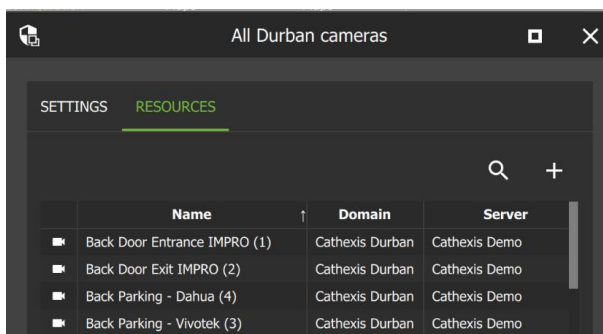 All Durban cameras
SETTINGS RESOURCES
Name ↑ Domain Server
Back Door Entrance IMPRO (1) Cathexis Durban Cathexis Demo
Back Door Exit IMPRO (2) Cathexis Durban Cathexis Demo
Back Parking - Dahua (4) Cathexis Durban Cathexis Demo
Back Parking - Vivotek (3) Cathexis Durban Cathexis Demo